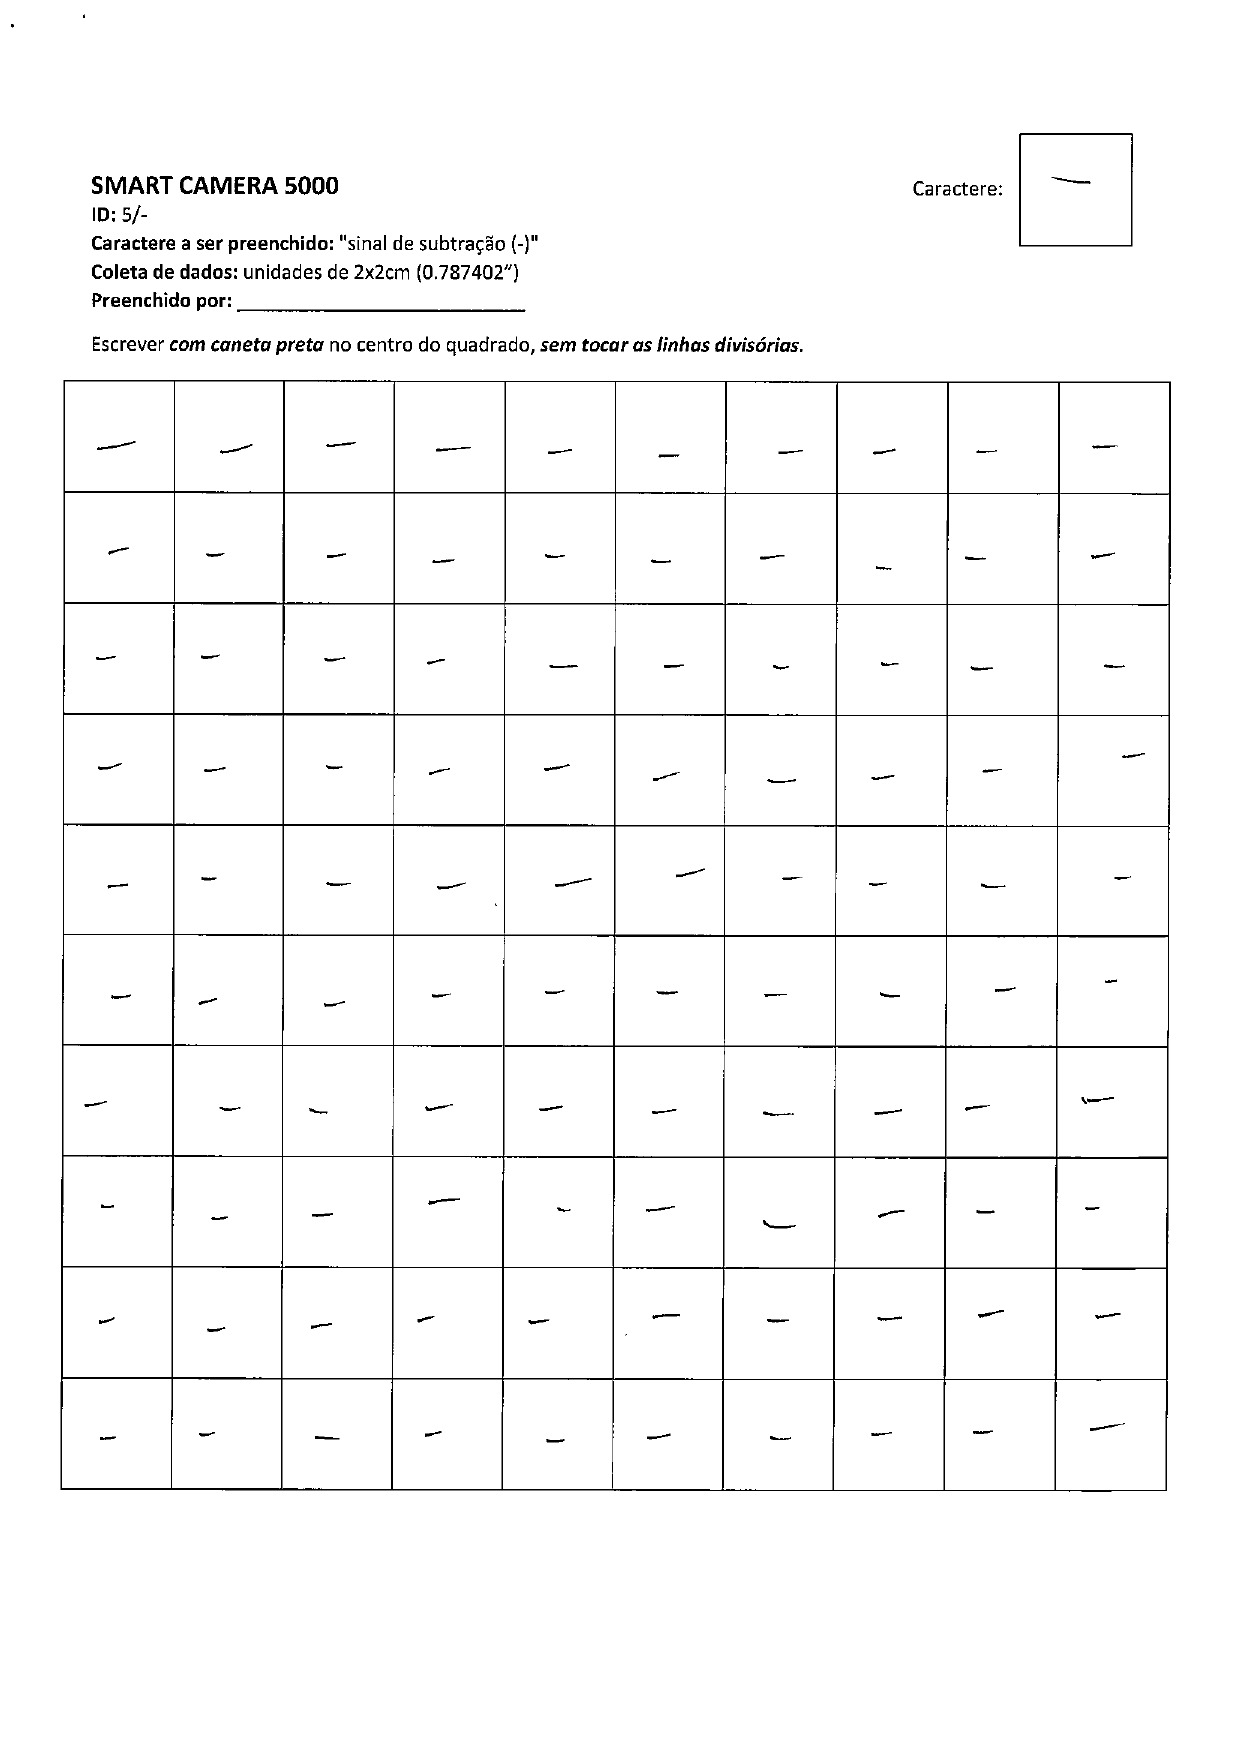 SMART CAMERA 5000
Caractere: —
ID: 5/-
Caractere a ser preenchido: "sinal de subtração (-)"
Coleta de dados: unidades de 2x2cm (0.787402”)
Preenchido por: 
Escrever com caneta preta no centro do quadrado, sem tocar as linhas divisórias.
— — — — — — — — — —
— — — — — — — — — —
— — — — — — — — — —
— — — — — — — — — —
— — — — — — — — — —
— — — — — — — — — —
— — — — — — — — — —
— — — — — — — — — —
— — — — — — — — — —
— — — — — — — — — —